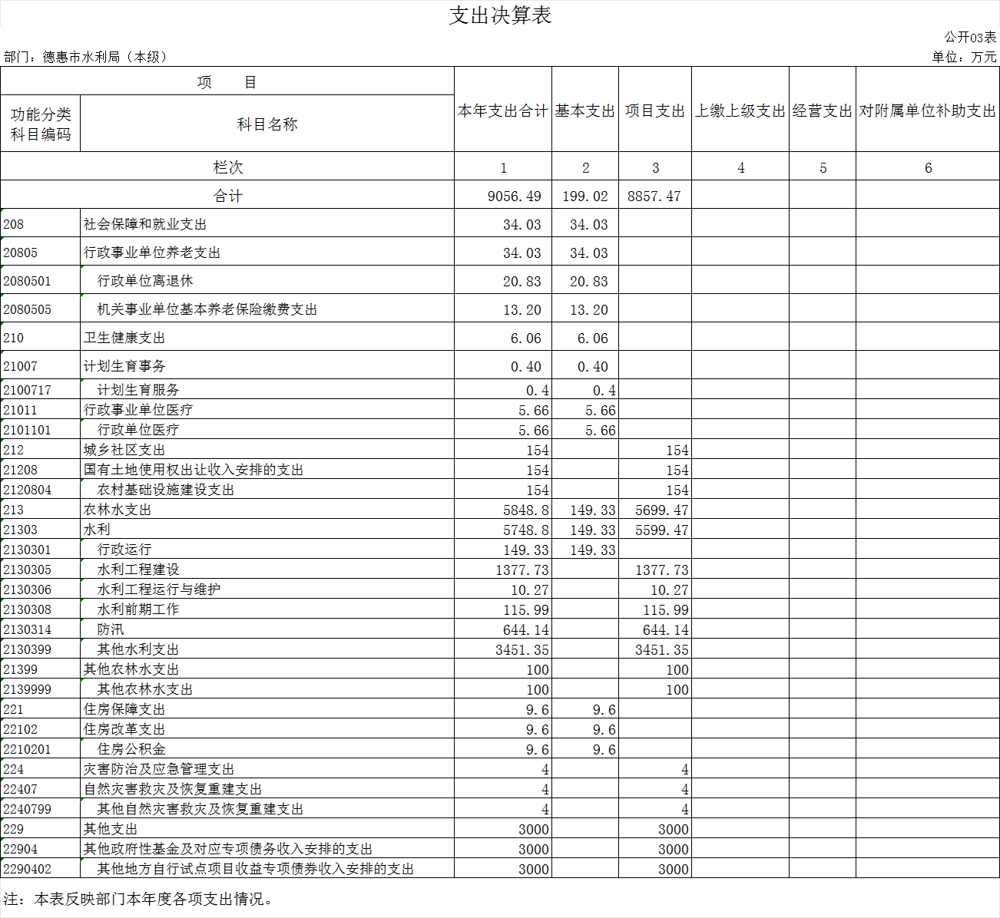 支出决算表
公开03表
部门：德惠市水利局（本级）	单位：万元
项 目
功能分类科目编码	科目名称	本年支出合计	基本支出	项目支出	上缴上级支出	经营支出	对附属单位补助支出
栏次	1	2	3	4	5	6
合计	9056.49	199.02	8857.47
208	社会保障和就业支出	34.03	34.03
20805	行政事业单位养老支出	34.03	34.03
2080501	行政单位离退休	20.83	20.83
2080505	机关事业单位基本养老保险缴费支出	13.20	13.20
210	卫生健康支出	6.06	6.06
21007	计划生育事务	0.40	0.40
2100717	计划生育服务	0.4	0.4
21011	行政事业单位医疗	5.66	5.66
2101101	行政单位医疗	5.66	5.66
212	城乡社区支出	154	154
21208	国有土地使用权出让收入安排的支出	154	154
2120804	农村基础设施建设支出	154	154
213	农林水支出	5848.8	149.33	5699.47
21303	水利	5748.8	149.33	5599.47
2130301	行政运行	149.33	149.33
2130305	水利工程建设	1377.73	1377.73
2130306	水利工程运行与维护	10.27	10.27
2130308	水利前期工作	115.99	115.99
2130314	防汛	644.14	644.14
2130399	其他水利支出	3451.35	3451.35
21399	其他农林水支出	100	100
2139999	其他农林水支出	100	100
221	住房保障支出	9.6	9.6
22102	住房改革支出	9.6	9.6
2210201	住房公积金	9.6	9.6
224	灾害防治及应急管理支出	4	4
22407	自然灾害救灾及恢复重建支出	4	4
2240799	其他自然灾害救灾及恢复重建支出	4	4
229	其他支出	3000	3000
22904	其他政府性基金及对应专项债务收入安排的支出	3000	3000
2290402	其他地方自行试点项目收益专项债券收入安排的支出	3000	3000
注：本表反映部门本年度各项支出情况。